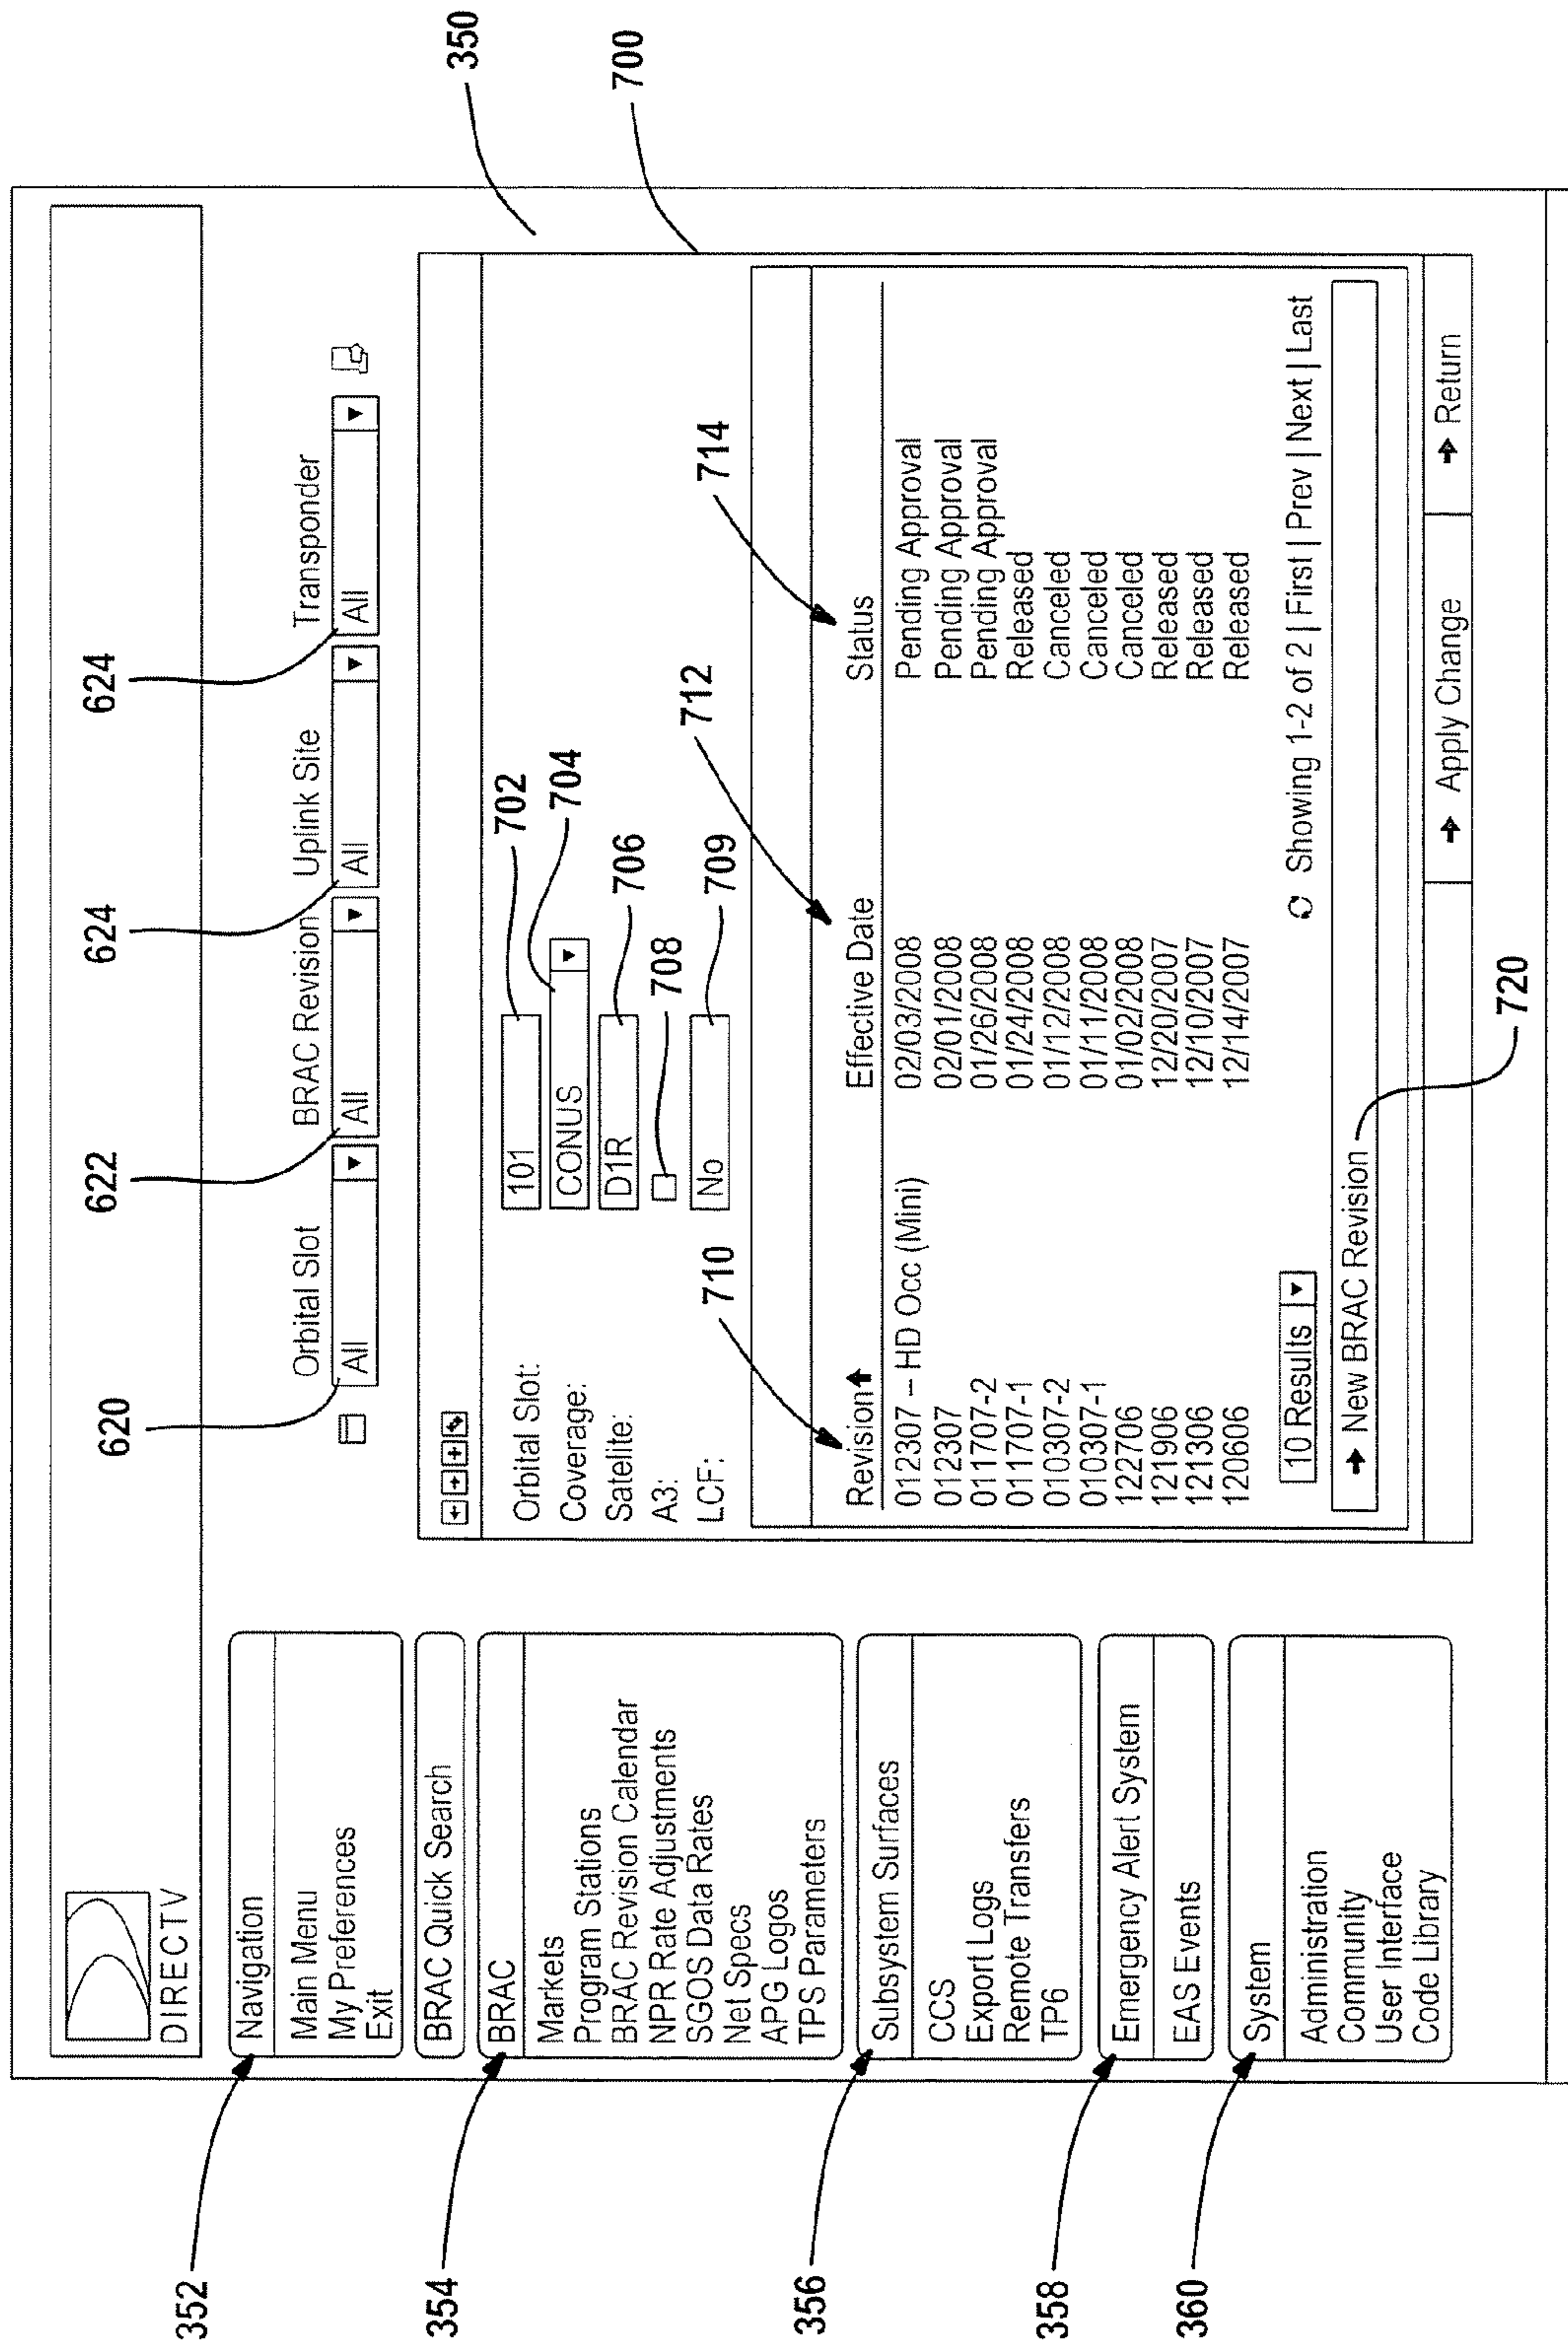 620
622
624
624
350
700
DIRECTV
Orbital Slot
BRAC Revision
Uplink Site
Transponder
All
All
All
All
352
Navigation
Main Menu
My Preferences
Exit
BRAC Quick Search
354
BRAC
Markets
Program Stations
BRAC Revision Calendar
NPR Rate Adjustments
SGOS Data Rates
Net Specs
APG Logos
TPS Parameters
356
Subsystem Surfaces
CCS
Export Logs
Remote Transfers
TP6
358
Emergency Alert System
EAS Events
360
System
Administration
Community
User Interface
Code Library
Orbital Slot: 101 702
Coverage: CONUS 704
Satelite: D1R 706
A3: 708
LCF: No 709
710
712
714
Revision Effective Date Status
012307 – HD Occ (Mini) 02/03/2008 Pending Approval
012307 02/01/2008 Pending Approval
011707-2 01/26/2008 Pending Approval
011707-1 01/24/2008 Released
010307-2 01/12/2008 Canceled
010307-1 01/11/2008 Canceled
122706 01/02/2008 Canceled
121906 12/20/2007 Released
121306 12/10/2007 Released
120606 12/14/2007 Released
10 Results Showing 1-2 of 2 | First | Prev | Next | Last
New BRAC Revision
720
Apply Change
Return